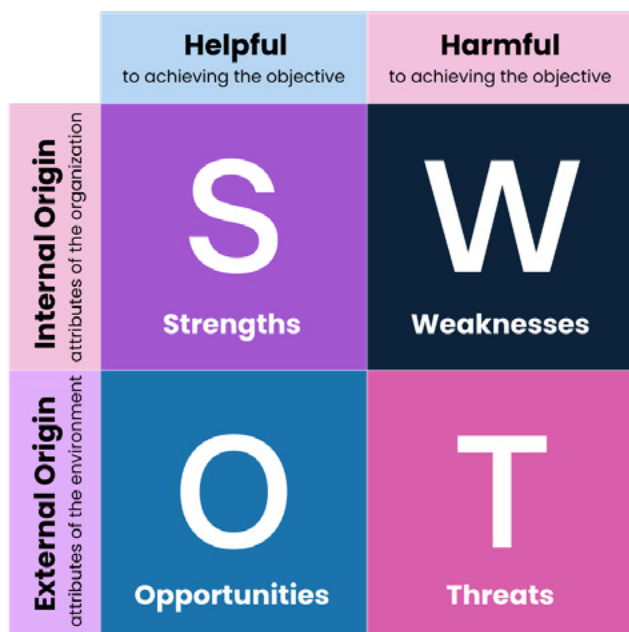 Helpful
to achieving the objective
Harmful
to achieving the objective
Internal Origin
attributes of the organization
S
Strengths
W
Weaknesses
External Origin
attributes of the environment
O
Opportunities
T
Threats